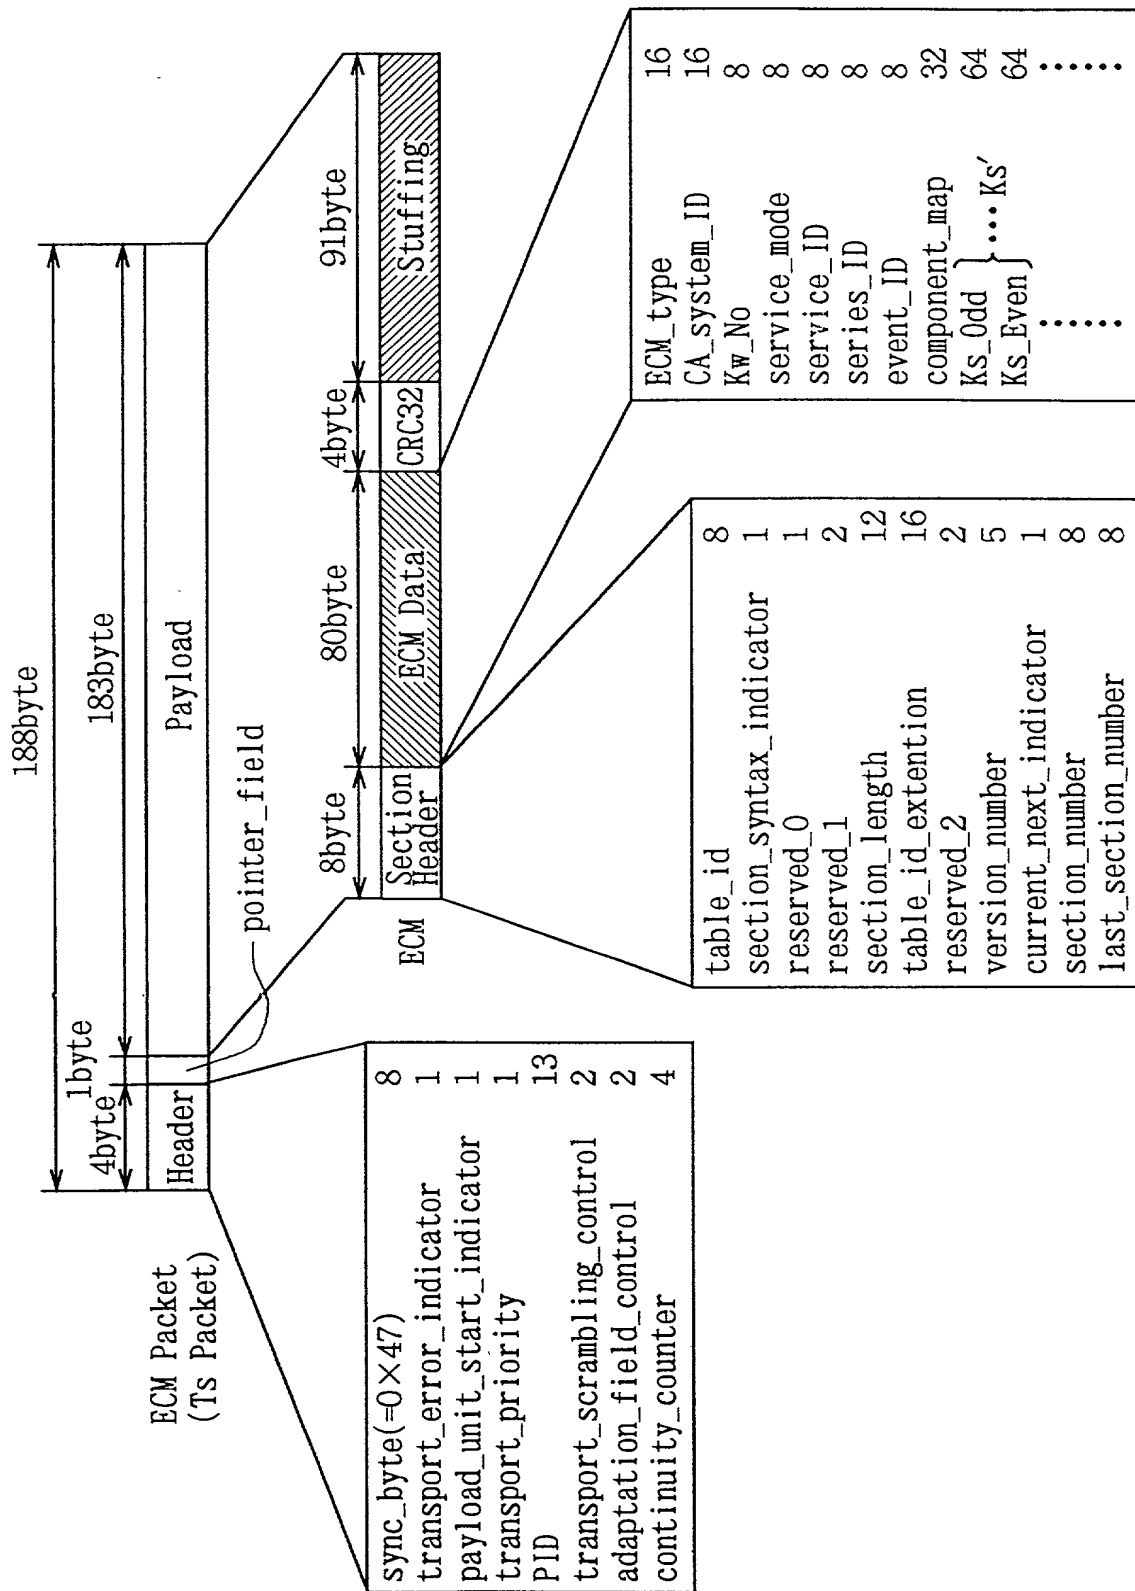 188byte
1byte
4byte
183byte
ECM Packet
(Ts Packet)
Header
Payload
pointer_field
8byte
80byte
4byte
91byte
ECM
Section
Header
ECM Data
CRC32
Stuffing
sync_byte(=0×47) 8
transport_error_indicator 1
payload_unit_start_indicator 1
transport_priority 1
PID 13
transport_scrambling_control 2
adaptation_field_control 2
continuity_counter 4
table_id 8
section_syntax_indicator 1
reserved_0 1
reserved_1 2
section_length 12
table_id_extention 16
reserved_2 2
version_number 5
current_next_indicator 1
section_number 8
last_section_number 8
ECM_type 16
CA_system_ID 16
Kw_No 8
service_mode 8
service_ID 8
series_ID 8
event_ID 8
component_map 32
Ks_Odd 64
Ks_Even 64
}····Ks′
······ ······